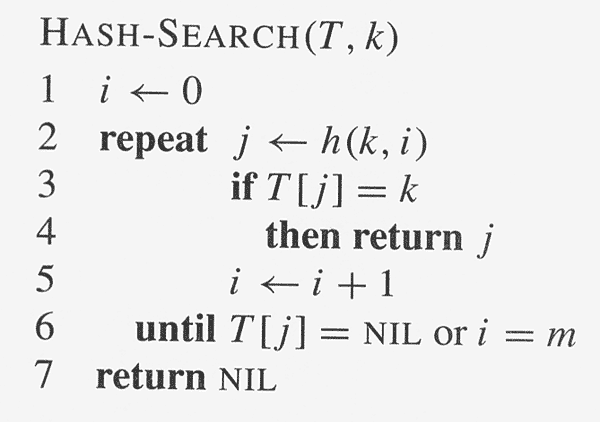 HASH-SEARCH(T, k)
1 i ← 0
2 repeat j ← h(k, i)
3 if T[j] = k
4 then return j
5 i ← i + 1
6 until T[j] = NIL or i = m
7 return NIL